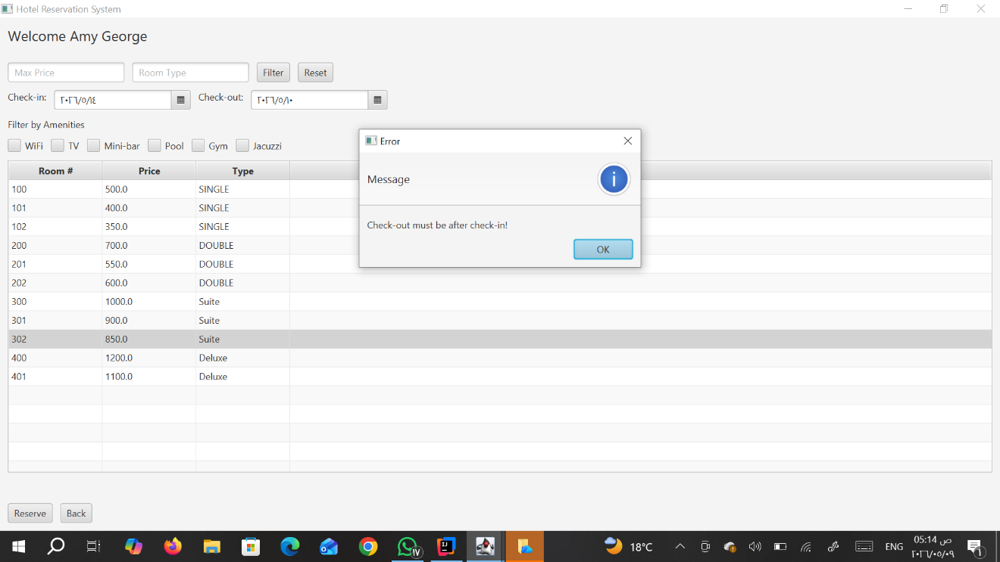 Hotel Reservation System
Welcome Amy George
Max Price Room Type Filter Reset
Check-in: ٢٠٢٦/٥/١٤ Check-out: ٢٠٢٦/٥/١٠
Filter by Amenities
WiFi TV Mini-bar Pool Gym Jacuzzi
Error
Message
Check-out must be after check-in!
OK
Room # Price Type
100 500.0 SINGLE
101 400.0 SINGLE
102 350.0 SINGLE
200 700.0 DOUBLE
201 550.0 DOUBLE
202 600.0 DOUBLE
300 1000.0 Suite
301 900.0 Suite
302 850.0 Suite
400 1200.0 Deluxe
401 1100.0 Deluxe
Reserve Back
18°C ENG 05:14 ص
٢٠٢٦/٠٥/٠٩
IV
IJ
1